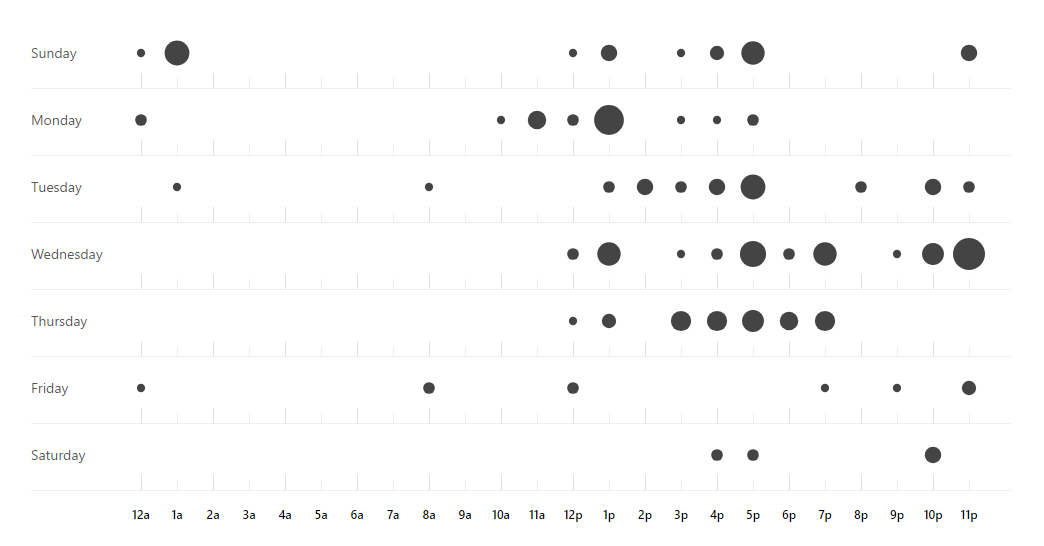 Sunday
Monday
Tuesday
Wednesday
Thursday
Friday
Saturday
12a 1a 2a 3a 4a 5a 6a 7a 8a 9a 10a 11a 12p 1p 2p 3p 4p 5p 6p 7p 8p 9p 10p 11p